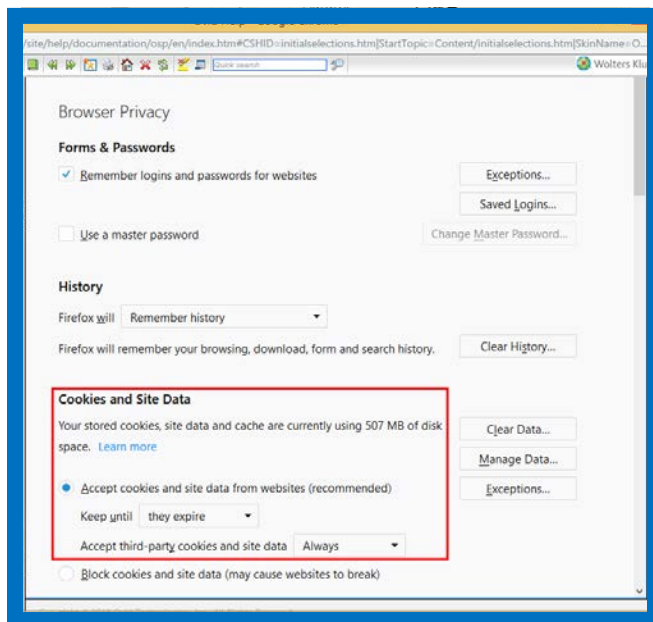 /site/help/documentation/osp/en/index.htm#CSHID=initialselections.htm|StartTopic=Content/initialselections.htm|SkinName=O...
Quick search
Wolters Klu
Browser Privacy
Forms & Passwords
Remember logins and passwords for websites
Exceptions...
Saved Logins...
Use a master password
Change Master Password...
History
Firefox will Remember history
Firefox will remember your browsing, download, form and search history.
Clear History...
Cookies and Site Data
Your stored cookies, site data and cache are currently using 507 MB of disk
space. Learn more
Clear Data...
Manage Data...
Accept cookies and site data from websites (recommended)
Exceptions...
Keep until they expire
Accept third-party cookies and site data Always
Block cookies and site data (may cause websites to break)